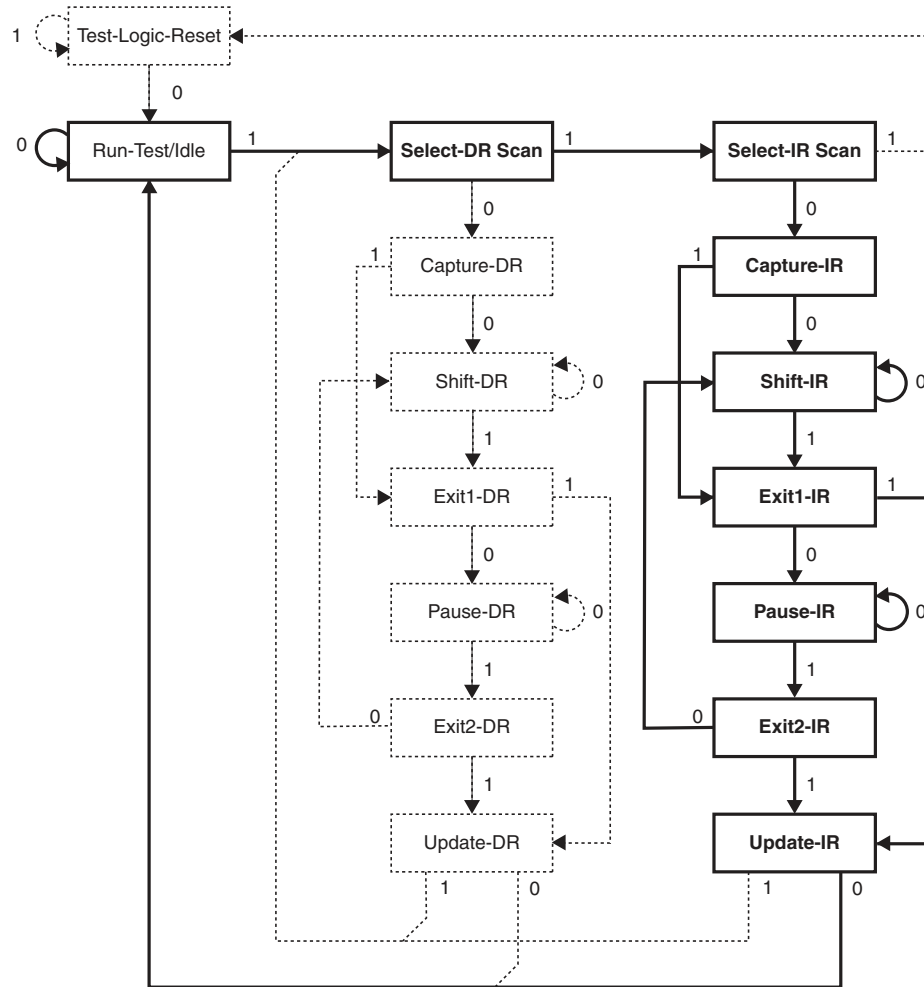 Test-Logic-Reset
1
0
0
Run-Test/Idle
1
Select-DR Scan
1
Select-IR Scan
1
0
0
1
Capture-DR
1
Capture-IR
0
0
Shift-DR
0
Shift-IR
0
1
1
Exit1-DR
1
Exit1-IR
1
0
0
Pause-DR
0
Pause-IR
0
1
1
0
Exit2-DR
0
Exit2-IR
1
1
Update-DR
Update-IR
1
0
1
0